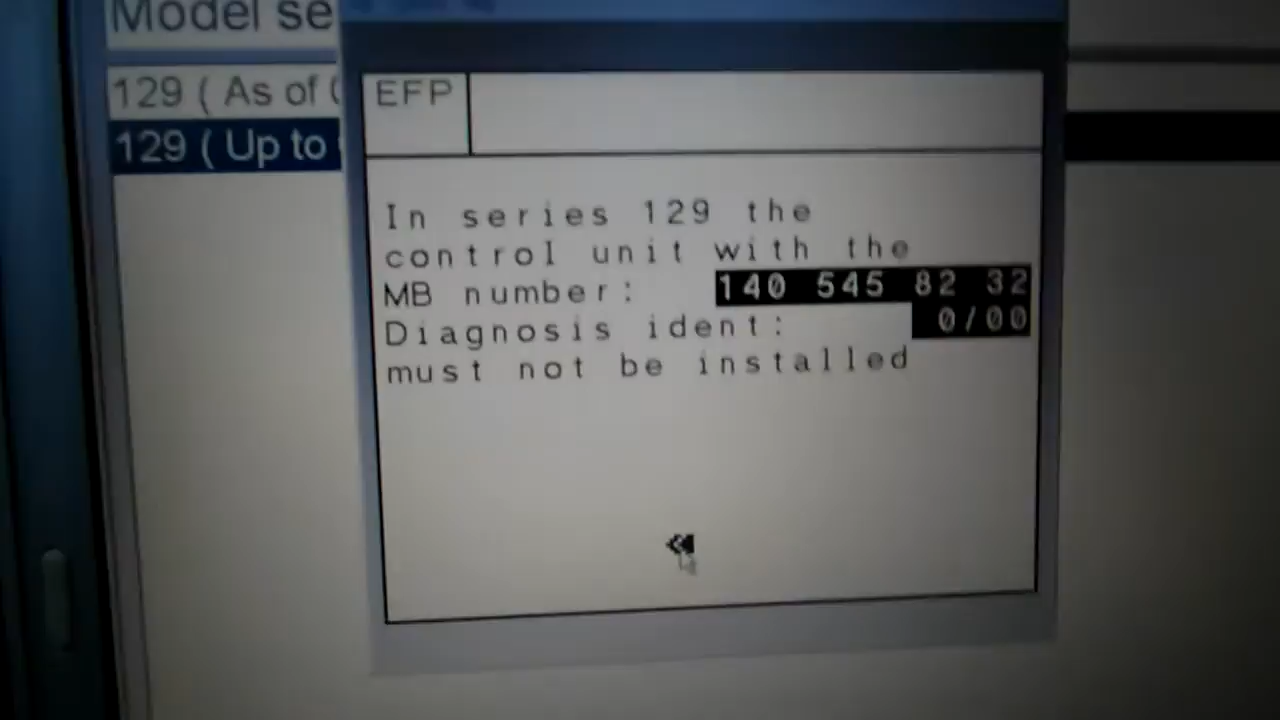 Model se
129 ( As of
EFP
129 ( Up to
In series 129 the
control unit with the
MB number: 140 545 82 32
Diagnosis ident: 0/00
must not be installed